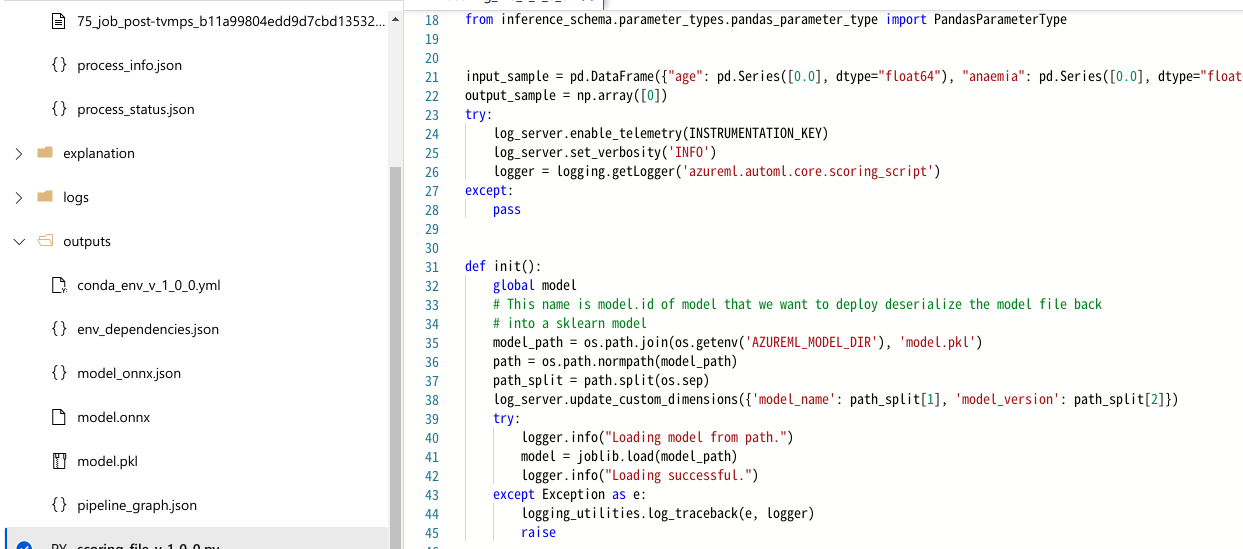 75_job_post-tvmps_b11a99804edd9d7cbd13532...
process_info.json
process_status.json
explanation
logs
outputs
conda_env_v_1_0_0.yml
env_dependencies.json
model_onnx.json
model.onnx
model.pkl
pipeline_graph.json
PY scoring_file_v_1_0_0.py
18 from inference_schema.parameter_types.pandas_parameter_type import PandasParameterType
19
20
21 input_sample = pd.DataFrame({"age": pd.Series([0.0], dtype="float64"), "anaemia": pd.Series([0.0], dtype="float
22 output_sample = np.array([0])
23 try:
24     log_server.enable_telemetry(INSTRUMENTATION_KEY)
25     log_server.set_verbosity('INFO')
26     logger = logging.getLogger('azureml.automl.core.scoring_script')
27 except:
28     pass
29
30
31 def init():
32     global model
33     # This name is model.id of model that we want to deploy deserialize the model file back
34     # into a sklearn model
35     model_path = os.path.join(os.getenv('AZUREML_MODEL_DIR'), 'model.pkl')
36     path = os.path.normpath(model_path)
37     path_split = path.split(os.sep)
38     log_server.update_custom_dimensions({'model_name': path_split[1], 'model_version': path_split[2]})
39     try:
40         logger.info("Loading model from path.")
41         model = joblib.load(model_path)
42         logger.info("Loading successful.")
43     except Exception as e:
44         logging_utilities.log_traceback(e, logger)
45         raise